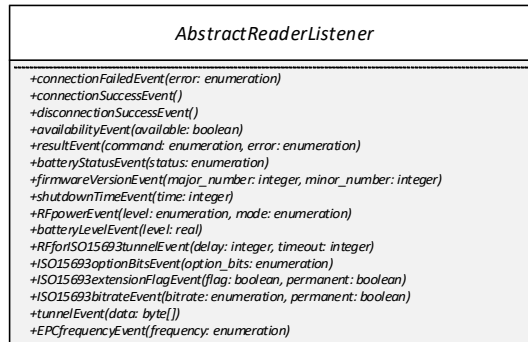 AbstractReaderListener
+connectionFailedEvent(error: enumeration)
+connectionSuccessEvent()
+disconnectionSuccessEvent()
+availabilityEvent(available: boolean)
+resultEvent(command: enumeration, error: enumeration)
+batteryStatusEvent(status: enumeration)
+firmwareVersionEvent(major_number: integer, minor_number: integer)
+shutdownTimeEvent(time: integer)
+RFpowerEvent(level: enumeration, mode: enumeration)
+batteryLevelEvent(level: real)
+RFforISO15693tunnelEvent(delay: integer, timeout: integer)
+ISO15693optionBitsEvent(option_bits: enumeration)
+ISO15693extensionFlagEvent(flag: boolean, permanent: boolean)
+ISO15693bitrateEvent(bitrate: enumeration, permanent: boolean)
+tunnelEvent(data: byte[])
+EPCfrequencyEvent(frequency: enumeration)